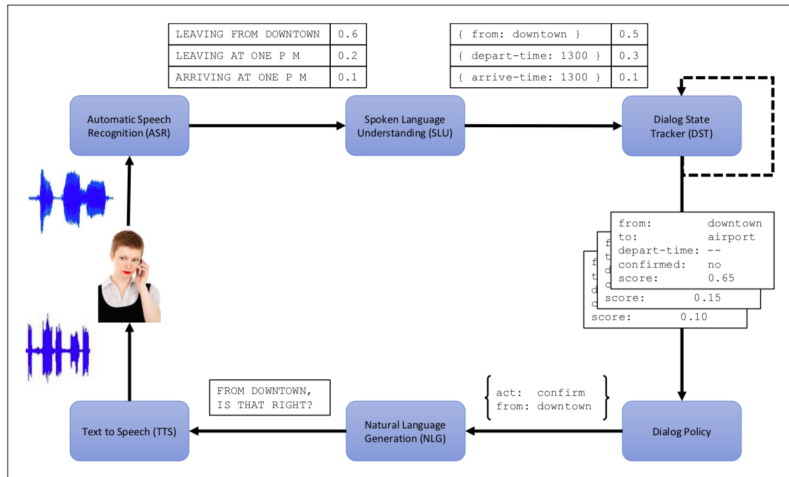 LEAVING FROM DOWNTOWN 0.6
LEAVING AT ONE P M 0.2
ARRIVING AT ONE P M 0.1
{ from: downtown } 0.5
{ depart-time: 1300 } 0.3
{ arrive-time: 1300 } 0.1
Automatic Speech
Recognition (ASR)
Spoken Language
Understanding (SLU)
Dialog State
Tracker (DST)
from: downtown
to: airport
depart-time: --
confirmed: no
score: 0.65
score: 0.15
score: 0.10
act: confirm
from: downtown
FROM DOWNTOWN,
IS THAT RIGHT?
Text to Speech (TTS)
Natural Language
Generation (NLG)
Dialog Policy